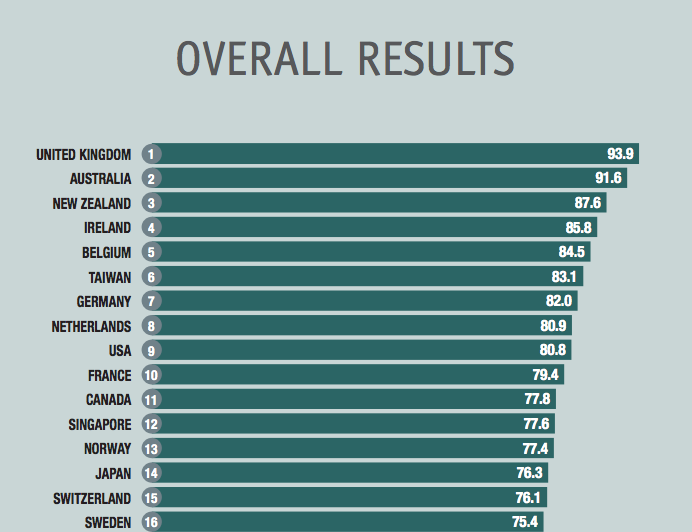 OVERALL RESULTS
UNITED KINGDOM 1 93.9
AUSTRALIA 2 91.6
NEW ZEALAND 3 87.6
IRELAND 4 85.8
BELGIUM 5 84.5
TAIWAN 6 83.1
GERMANY 7 82.0
NETHERLANDS 8 80.9
USA 9 80.8
FRANCE 10 79.4
CANADA 11 77.8
SINGAPORE 12 77.6
NORWAY 13 77.4
JAPAN 14 76.3
SWITZERLAND 15 76.1
SWEDEN 16 75.4